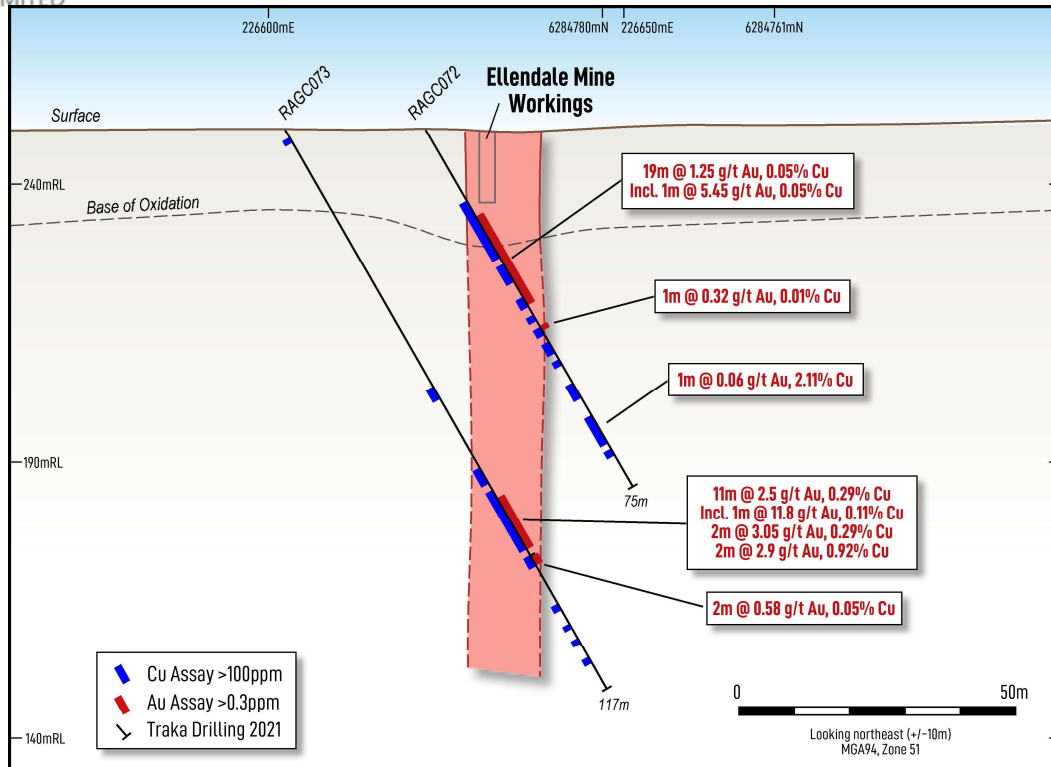 226600mE
6284780mN
226650mE
6284761mN
RAGC073
RAGC072
Ellendale Mine
Workings
Surface
240mRL
Base of Oxidation
19m @ 1.25 g/t Au, 0.05% Cu
Incl. 1m @ 5.45 g/t Au, 0.05% Cu
1m @ 0.32 g/t Au, 0.01% Cu
1m @ 0.06 g/t Au, 2.11% Cu
190mRL
75m
11m @ 2.5 g/t Au, 0.29% Cu
Incl. 1m @ 11.8 g/t Au, 0.11% Cu
2m @ 3.05 g/t Au, 0.29% Cu
2m @ 2.9 g/t Au, 0.92% Cu
2m @ 0.58 g/t Au, 0.05% Cu
117m
Cu Assay >100ppm
Au Assay >0.3ppm
Traka Drilling 2021
0
50m
Looking northeast (+/-10m)
MGA94, Zone 51
140mRL